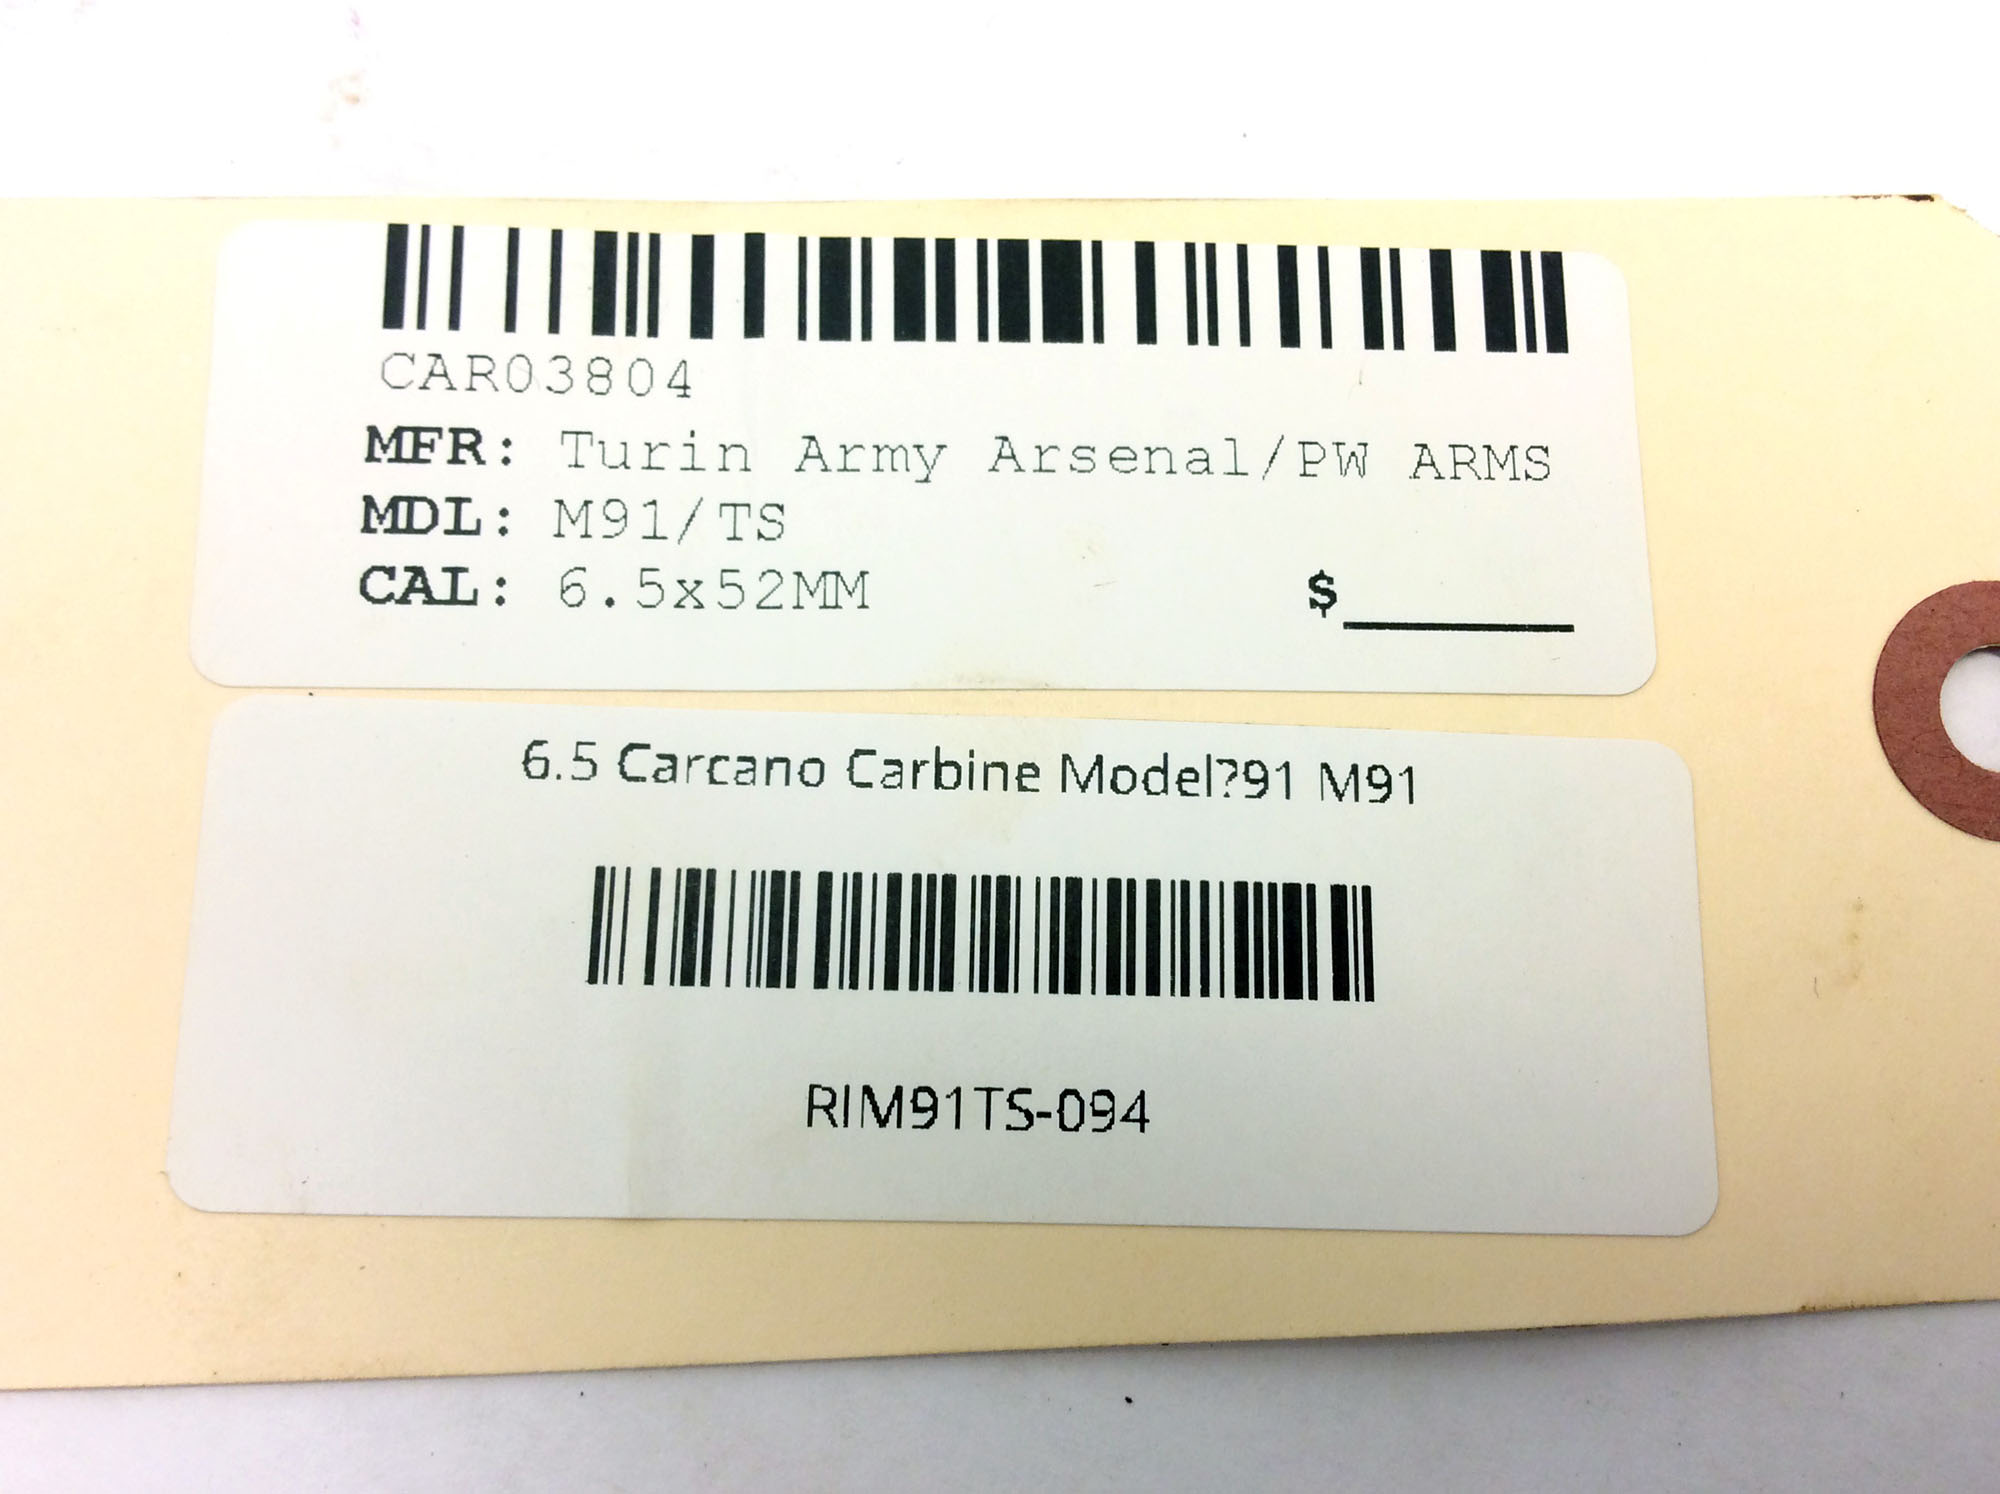 CAR03804
MFR: Turin Army Arsenal/PW ARMS
MDL: M91/TS
CAL: 6.5x52MM
$
6.5 Carcano Carbine Model?91 M91
RIM91TS-094